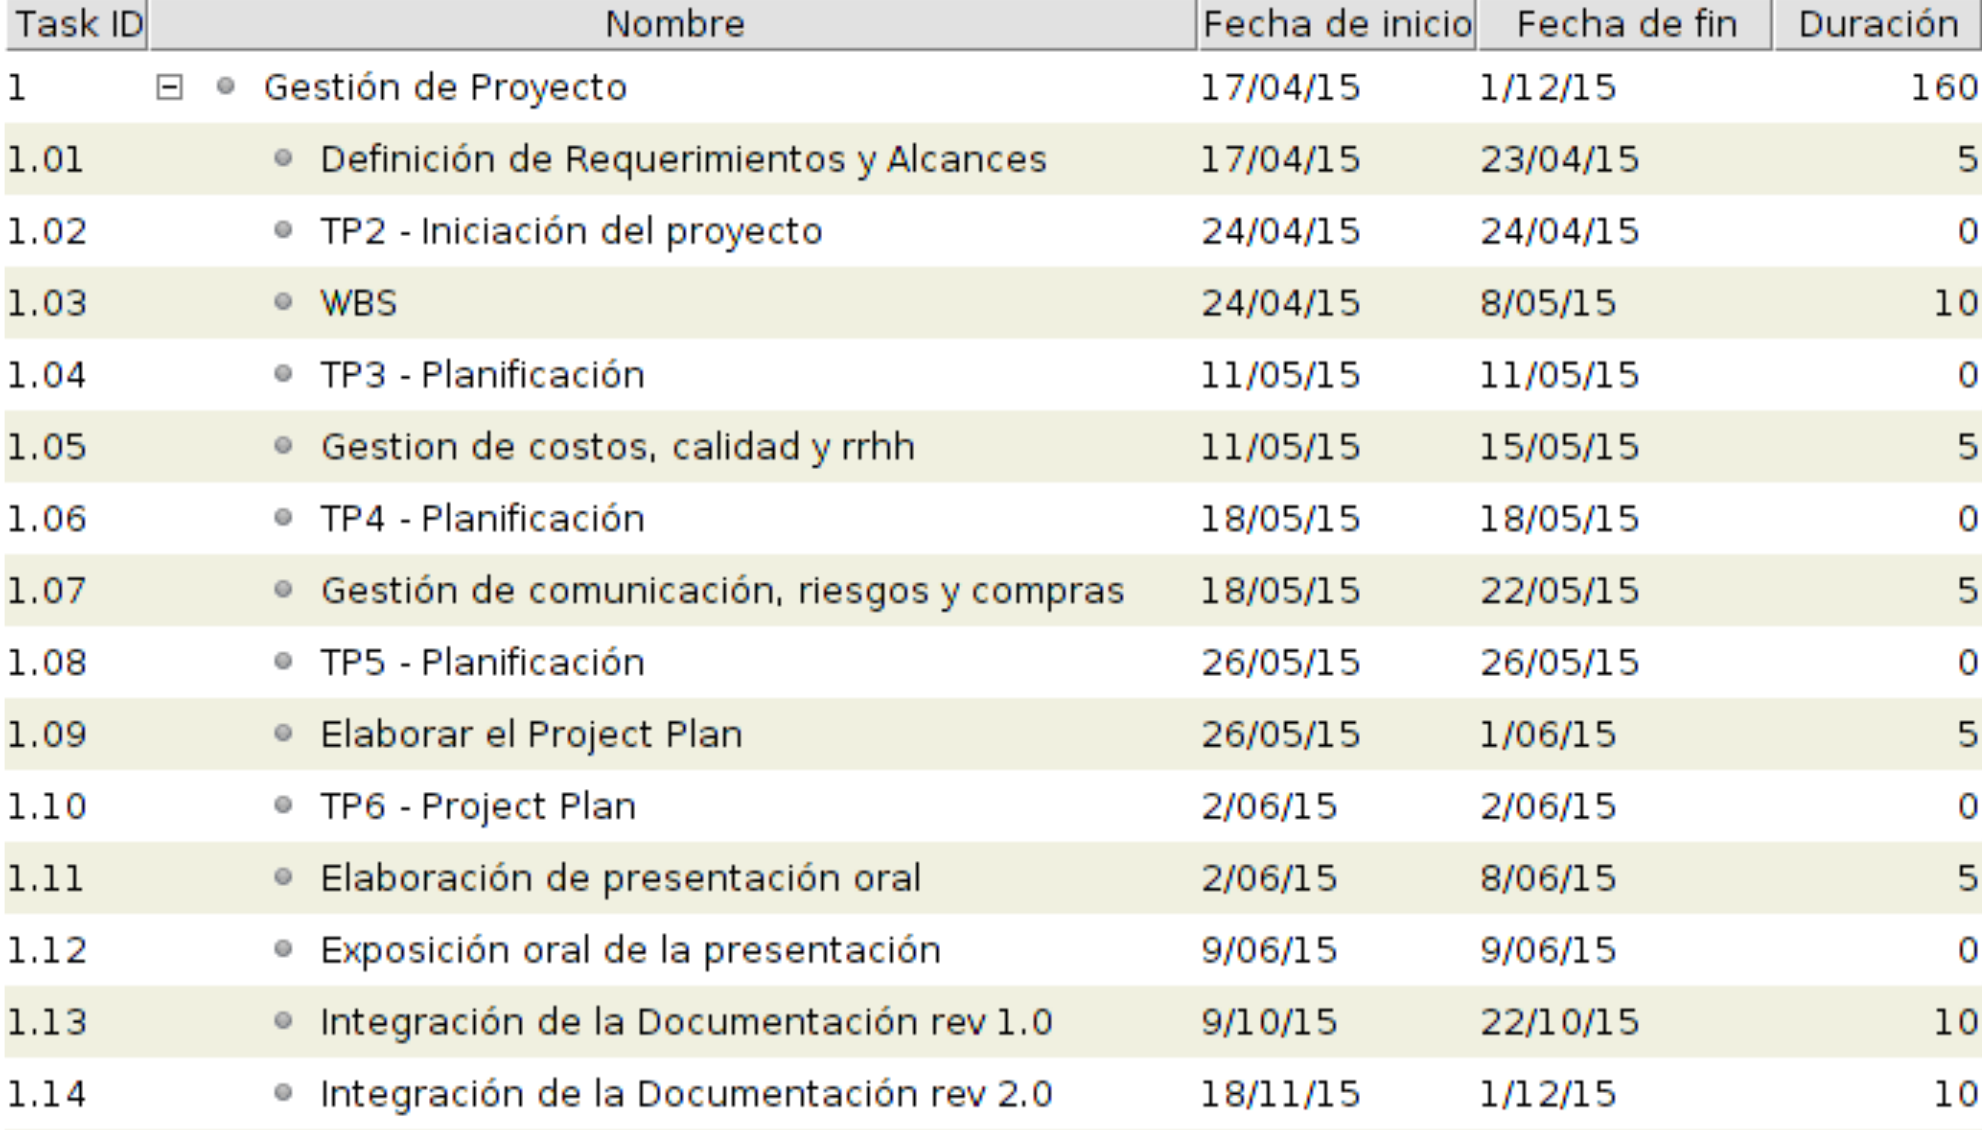 Task ID Nombre Fecha de inicio Fecha de fin Duración
1 Gestión de Proyecto 17/04/15 1/12/15 160
1.01 Definición de Requerimientos y Alcances 17/04/15 23/04/15 5
1.02 TP2 - Iniciación del proyecto 24/04/15 24/04/15 0
1.03 WBS 24/04/15 8/05/15 10
1.04 TP3 - Planificación 11/05/15 11/05/15 0
1.05 Gestion de costos, calidad y rrhh 11/05/15 15/05/15 5
1.06 TP4 - Planificación 18/05/15 18/05/15 0
1.07 Gestión de comunicación, riesgos y compras 18/05/15 22/05/15 5
1.08 TP5 - Planificación 26/05/15 26/05/15 0
1.09 Elaborar el Project Plan 26/05/15 1/06/15 5
1.10 TP6 - Project Plan 2/06/15 2/06/15 0
1.11 Elaboración de presentación oral 2/06/15 8/06/15 5
1.12 Exposición oral de la presentación 9/06/15 9/06/15 0
1.13 Integración de la Documentación rev 1.0 9/10/15 22/10/15 10
1.14 Integración de la Documentación rev 2.0 18/11/15 1/12/15 10